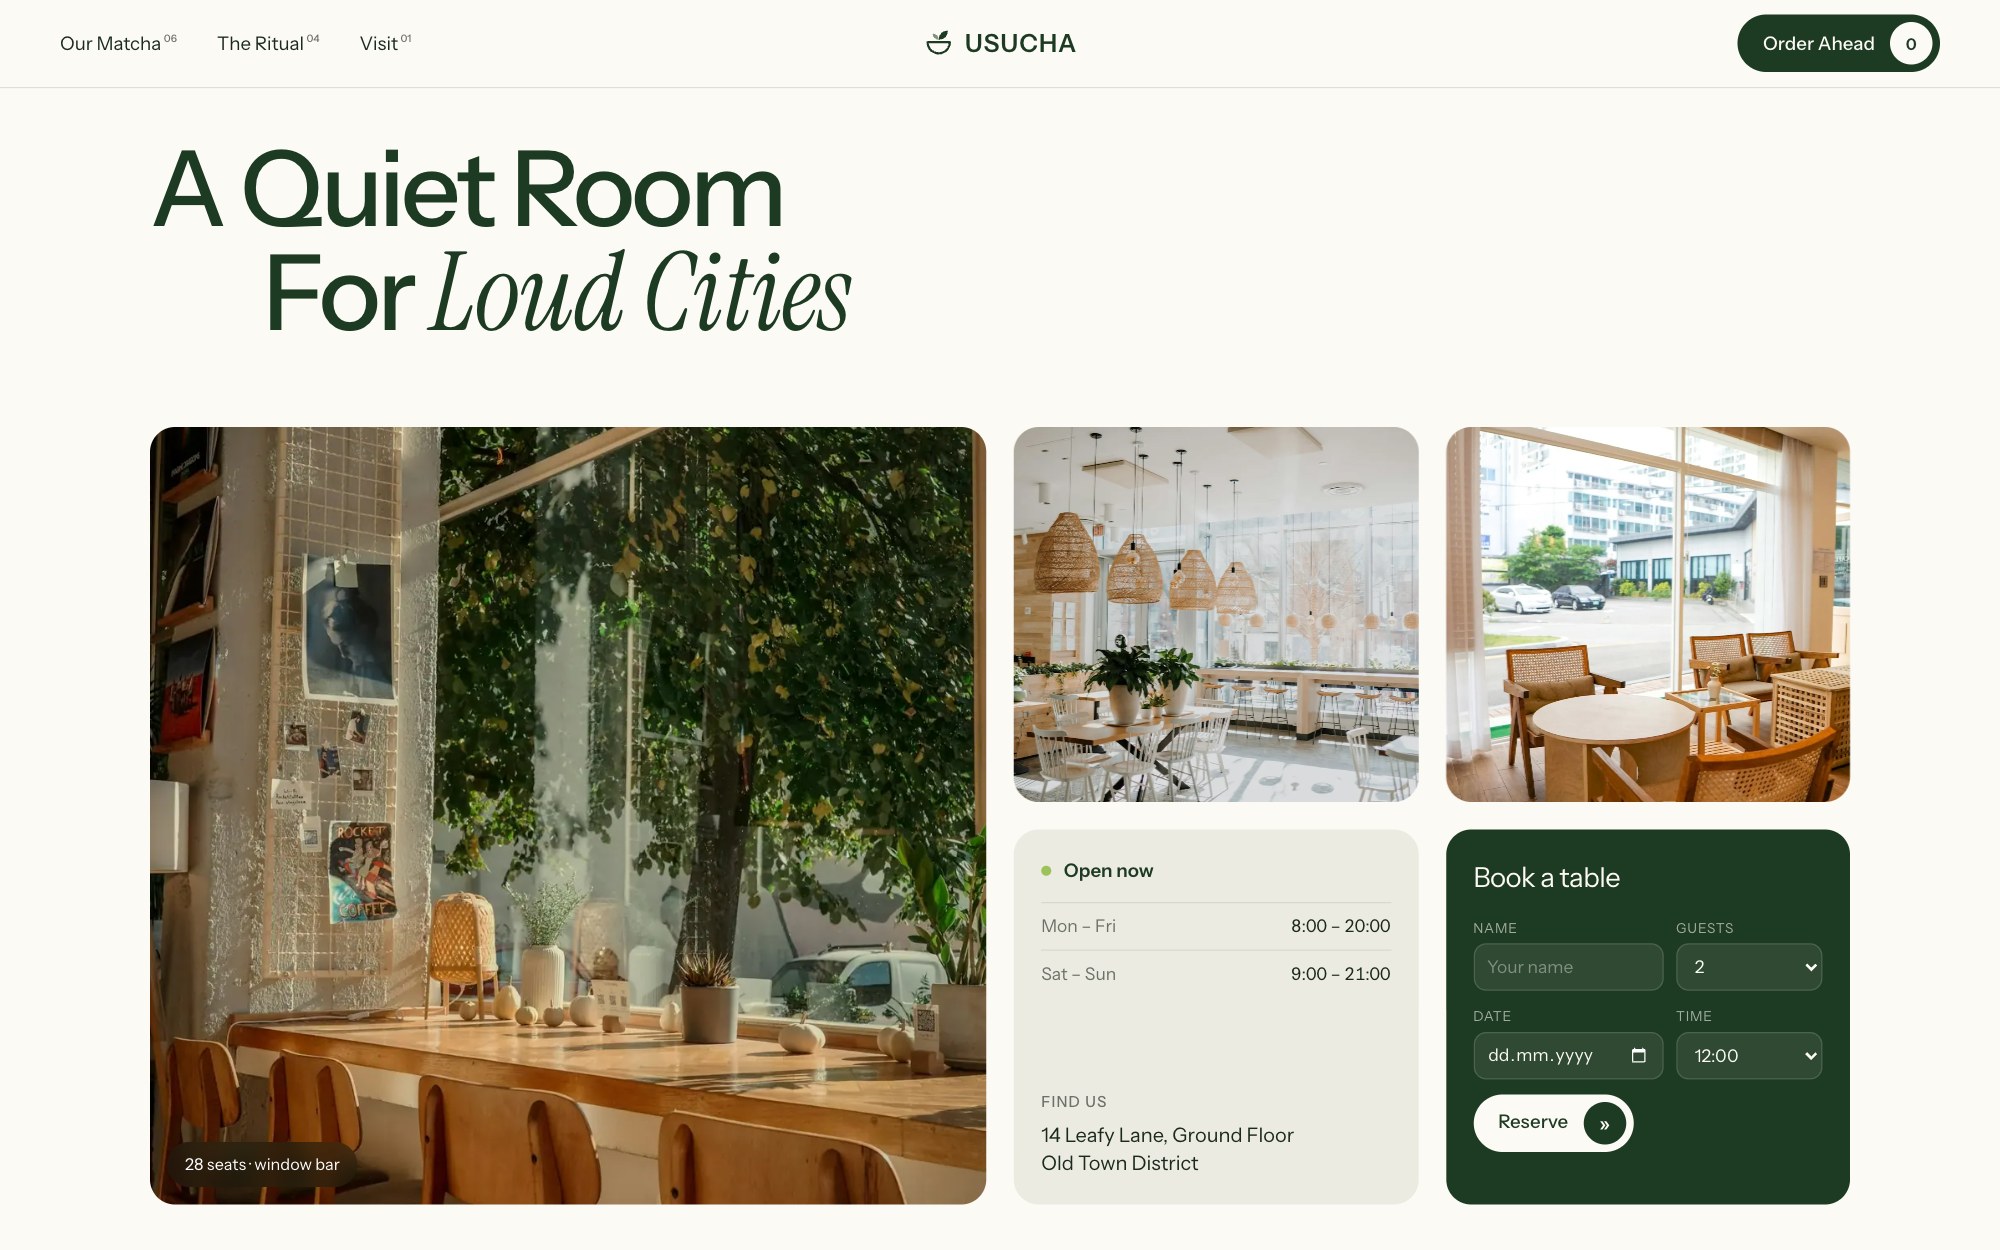 Our Matcha 06
The Ritual 04
Visit 01
USUCHA
Order Ahead 0
A Quiet Room
For Loud Cities
ROCKET
COFFEE
28 seats · window bar
Open now
Mon – Fri 8:00 – 20:00
Sat – Sun 9:00 – 21:00
FIND US
14 Leafy Lane, Ground Floor
Old Town District
Book a table
NAME GUESTS
Your name 2
DATE TIME
dd.mm.yyyy 12:00
Reserve »